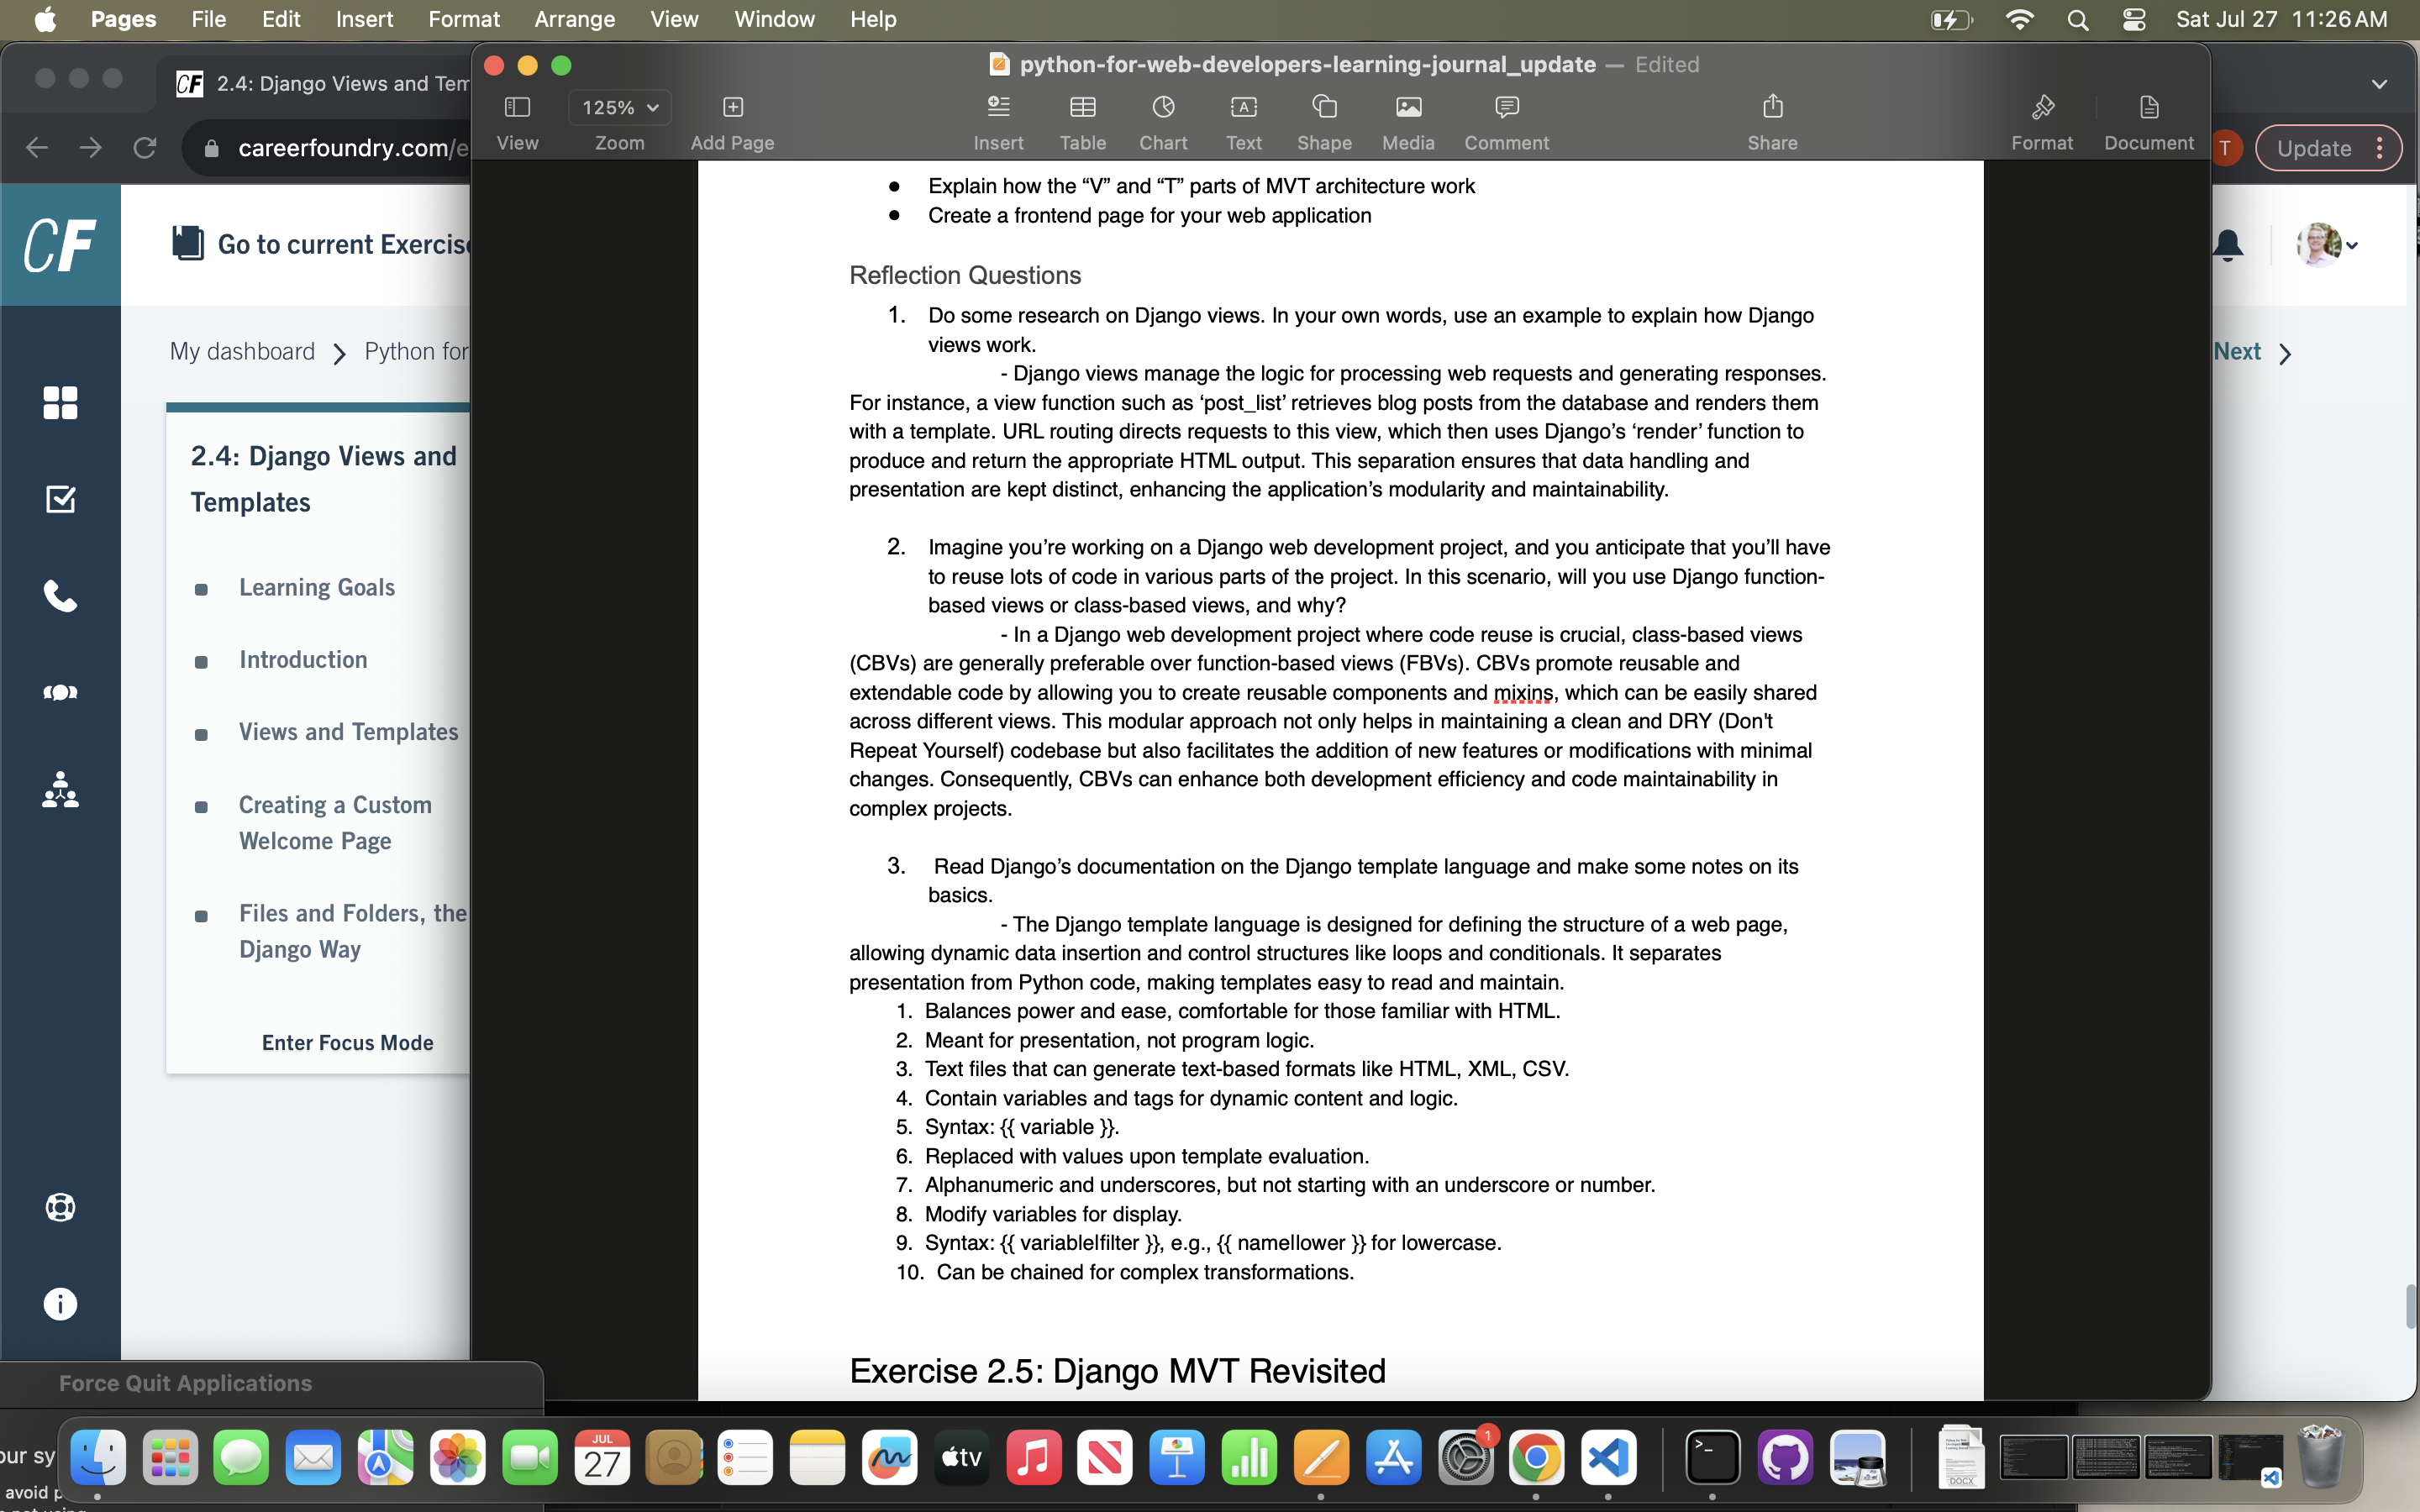 Pages File Edit Insert Format Arrange View Window Help Sat Jul 27 11:26 AM
CF 2.4: Django Views and Tem
python-for-web-developers-learning-journal_update — Edited
125%
View Zoom Add Page Insert Table Chart Text Shape Media Comment Share Format Document
careerfoundry.com/e
T Update
CF
Go to current Exercise
My dashboard > Python for
Next >
2.4: Django Views and
Templates
Learning Goals
Introduction
Views and Templates
Creating a Custom
Welcome Page
Files and Folders, the
Django Way
Enter Focus Mode
● Explain how the “V” and “T” parts of MVT architecture work
● Create a frontend page for your web application
Reflection Questions
1. Do some research on Django views. In your own words, use an example to explain how Django
views work.
- Django views manage the logic for processing web requests and generating responses.
For instance, a view function such as ‘post_list’ retrieves blog posts from the database and renders them
with a template. URL routing directs requests to this view, which then uses Django’s ‘render’ function to
produce and return the appropriate HTML output. This separation ensures that data handling and
presentation are kept distinct, enhancing the application’s modularity and maintainability.
2. Imagine you’re working on a Django web development project, and you anticipate that you’ll have
to reuse lots of code in various parts of the project. In this scenario, will you use Django function-
based views or class-based views, and why?
- In a Django web development project where code reuse is crucial, class-based views
(CBVs) are generally preferable over function-based views (FBVs). CBVs promote reusable and
extendable code by allowing you to create reusable components and mixins, which can be easily shared
across different views. This modular approach not only helps in maintaining a clean and DRY (Don't
Repeat Yourself) codebase but also facilitates the addition of new features or modifications with minimal
changes. Consequently, CBVs can enhance both development efficiency and code maintainability in
complex projects.
3. Read Django’s documentation on the Django template language and make some notes on its
basics.
- The Django template language is designed for defining the structure of a web page,
allowing dynamic data insertion and control structures like loops and conditionals. It separates
presentation from Python code, making templates easy to read and maintain.
1. Balances power and ease, comfortable for those familiar with HTML.
2. Meant for presentation, not program logic.
3. Text files that can generate text-based formats like HTML, XML, CSV.
4. Contain variables and tags for dynamic content and logic.
5. Syntax: {{ variable }}.
6. Replaced with values upon template evaluation.
7. Alphanumeric and underscores, but not starting with an underscore or number.
8. Modify variables for display.
9. Syntax: {{ variable|filter }}, e.g., {{ name|lower }} for lowercase.
10. Can be chained for complex transformations.
Exercise 2.5: Django MVT Revisited
Force Quit Applications
our sy
avoid p
JUL
27
tv
1
DOCX